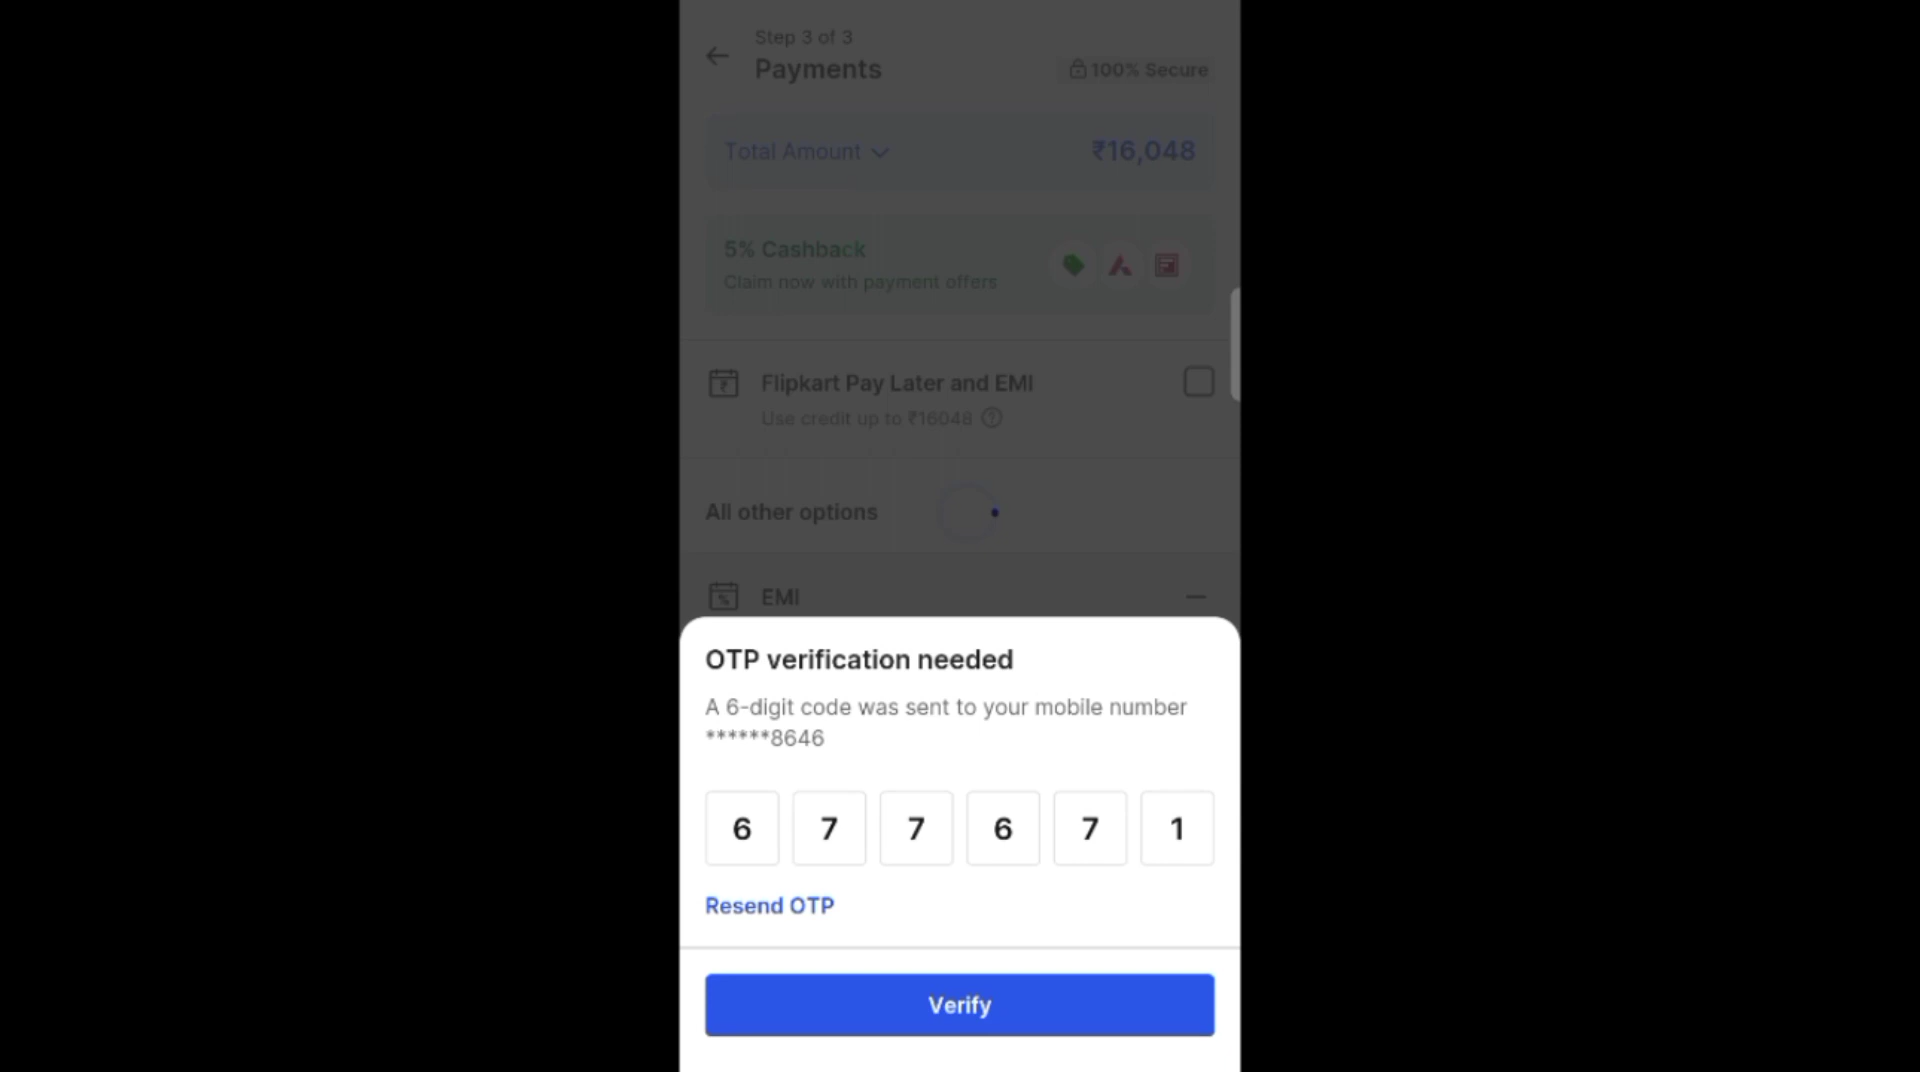 Step 3 of 3
Payments
100% Secure
Total Amount
₹16,048
5% Cashback
Claim now with payment offers
Flipkart Pay Later and EMI
Use credit up to ₹16048
All other options
EMI
OTP verification needed
A 6-digit code was sent to your mobile number
******8646
6 7 7 6 7 1
Resend OTP
Verify